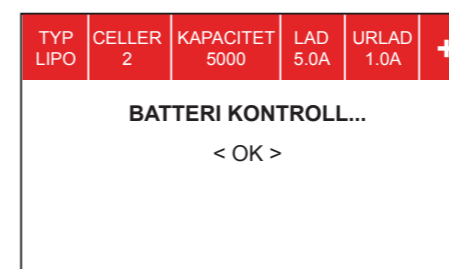 TYP CELLER KAPACITET LAD URLAD +
LIPO 2 5000 5.0A 1.0A
BATTERI KONTROLL...
< OK >